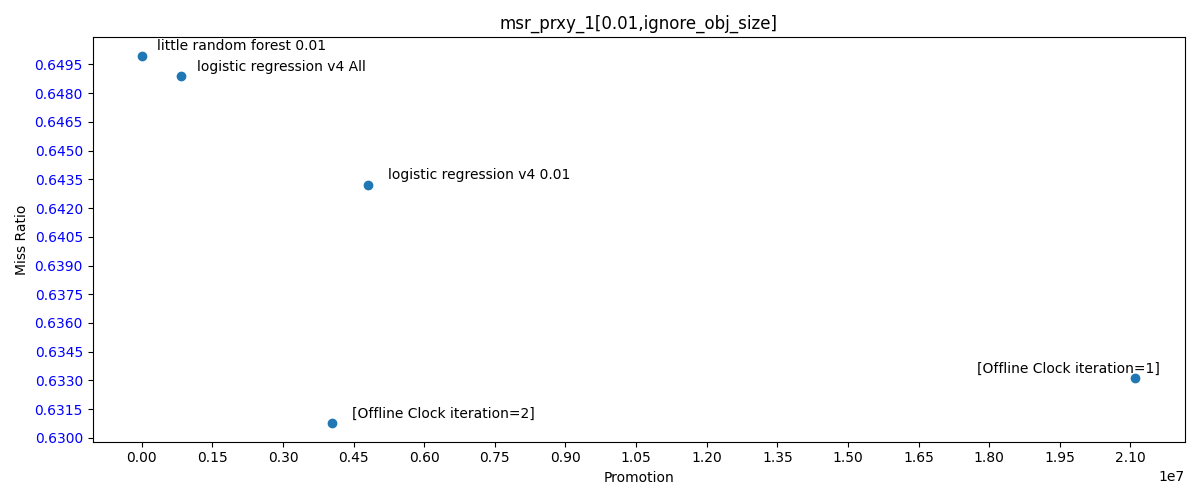 msr_prxy_1[0.01,ignore_obj_size]
little random forest 0.01
logistic regression v4 All
logistic regression v4 0.01
[Offline Clock iteration=1]
[Offline Clock iteration=2]
Miss Ratio
0.6495
0.6480
0.6465
0.6450
0.6435
0.6420
0.6405
0.6390
0.6375
0.6360
0.6345
0.6330
0.6315
0.6300
0.00 0.15 0.30 0.45 0.60 0.75 0.90 1.05 1.20 1.35 1.50 1.65 1.80 1.95 2.10
1e7
Promotion